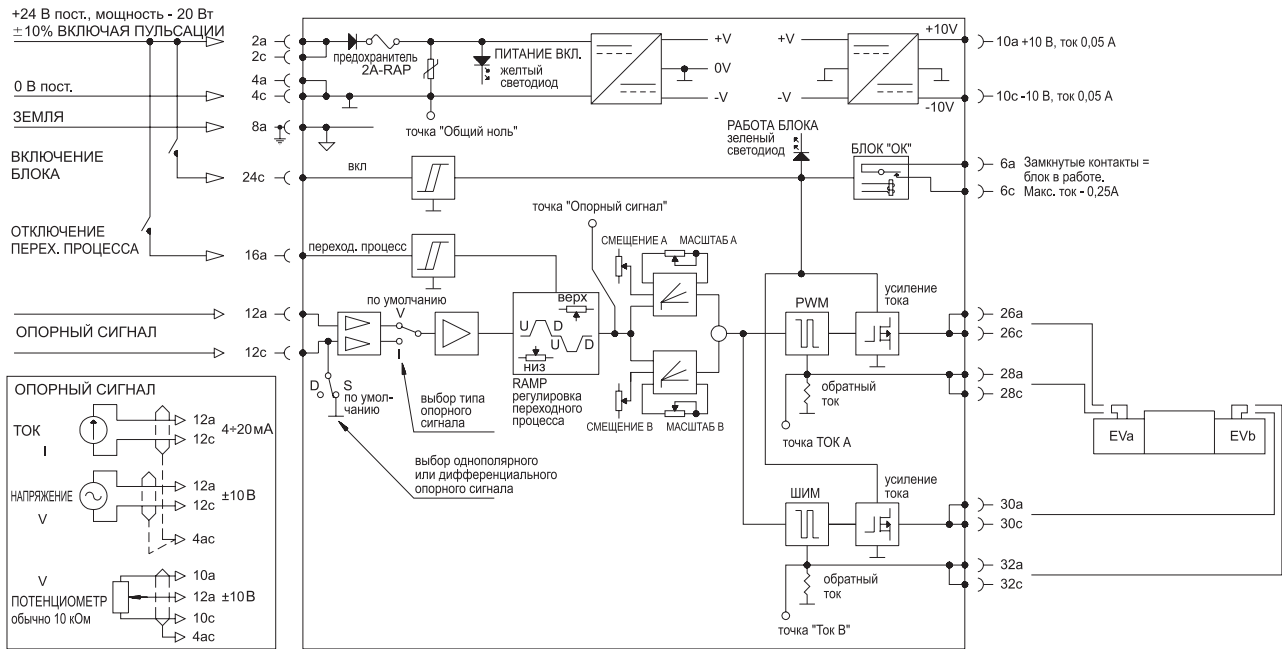 +24 В пост., мощность - 20 Вт
±10% ВКЛЮЧАЯ ПУЛЬСАЦИИ
0 В пост.
ЗЕМЛЯ
ВКЛЮЧЕНИЕ
БЛОКА
ОТКЛЮЧЕНИЕ
ПЕРЕХ. ПРОЦЕССА
ОПОРНЫЙ СИГНАЛ
2a
2c
4a
4c
8a
24c
16a
12a
12c
предохранитель
2A-RAP
ПИТАНИЕ ВКЛ.
желтый
светодиод
точка "Общий ноль"
+V
0V
-V
+V
-V
+10V
-10V
10a +10 В, ток 0,05 А
10c -10 В, ток 0,05 А
РАБОТА БЛОКА
зеленый
светодиод
БЛОК "ОК"
6a
6c
Замкнутые контакты =
блок в работе.
Макс. ток - 0,25А
вкл
точка "Опорный сигнал"
переход. процесс
СМЕЩЕНИЕ А
МАСШТАБ А
по умолчанию
V
I
D
S
по умол-
чанию
верх
U
D
U
D
низ
RAMP
регулировка
переходного
процесса
выбор типа
опорного
сигнала
выбор однополярного
или дифференциального
опорного сигнала
СМЕЩЕНИЕ В
МАСШТАБ В
PWM
усиление
тока
обратный
ток
точка ТОК А
26a
26c
28a
28c
EVa
EVb
ШИМ
усиление
тока
обратный
ток
точка "Ток В"
30a
30c
32a
32c
ОПОРНЫЙ СИГНАЛ
ТОК
I
12a
12c
4÷20 мА
НАПРЯЖЕНИЕ
V
12a
12c
±10 В
4ac
V
ПОТЕНЦИОМЕТР
обычно 10 кОм
10a
12a
±10 В
10c
4ac